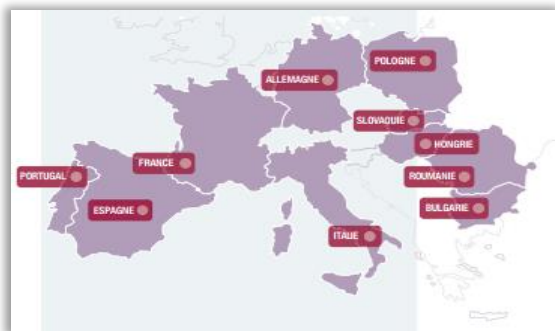 POLOGNE
ALLEMAGNE
SLOVAQUIE
HONGRIE
FRANCE
PORTUGAL
ROUMANIE
ESPAGNE
BULGARIE
ITALIE